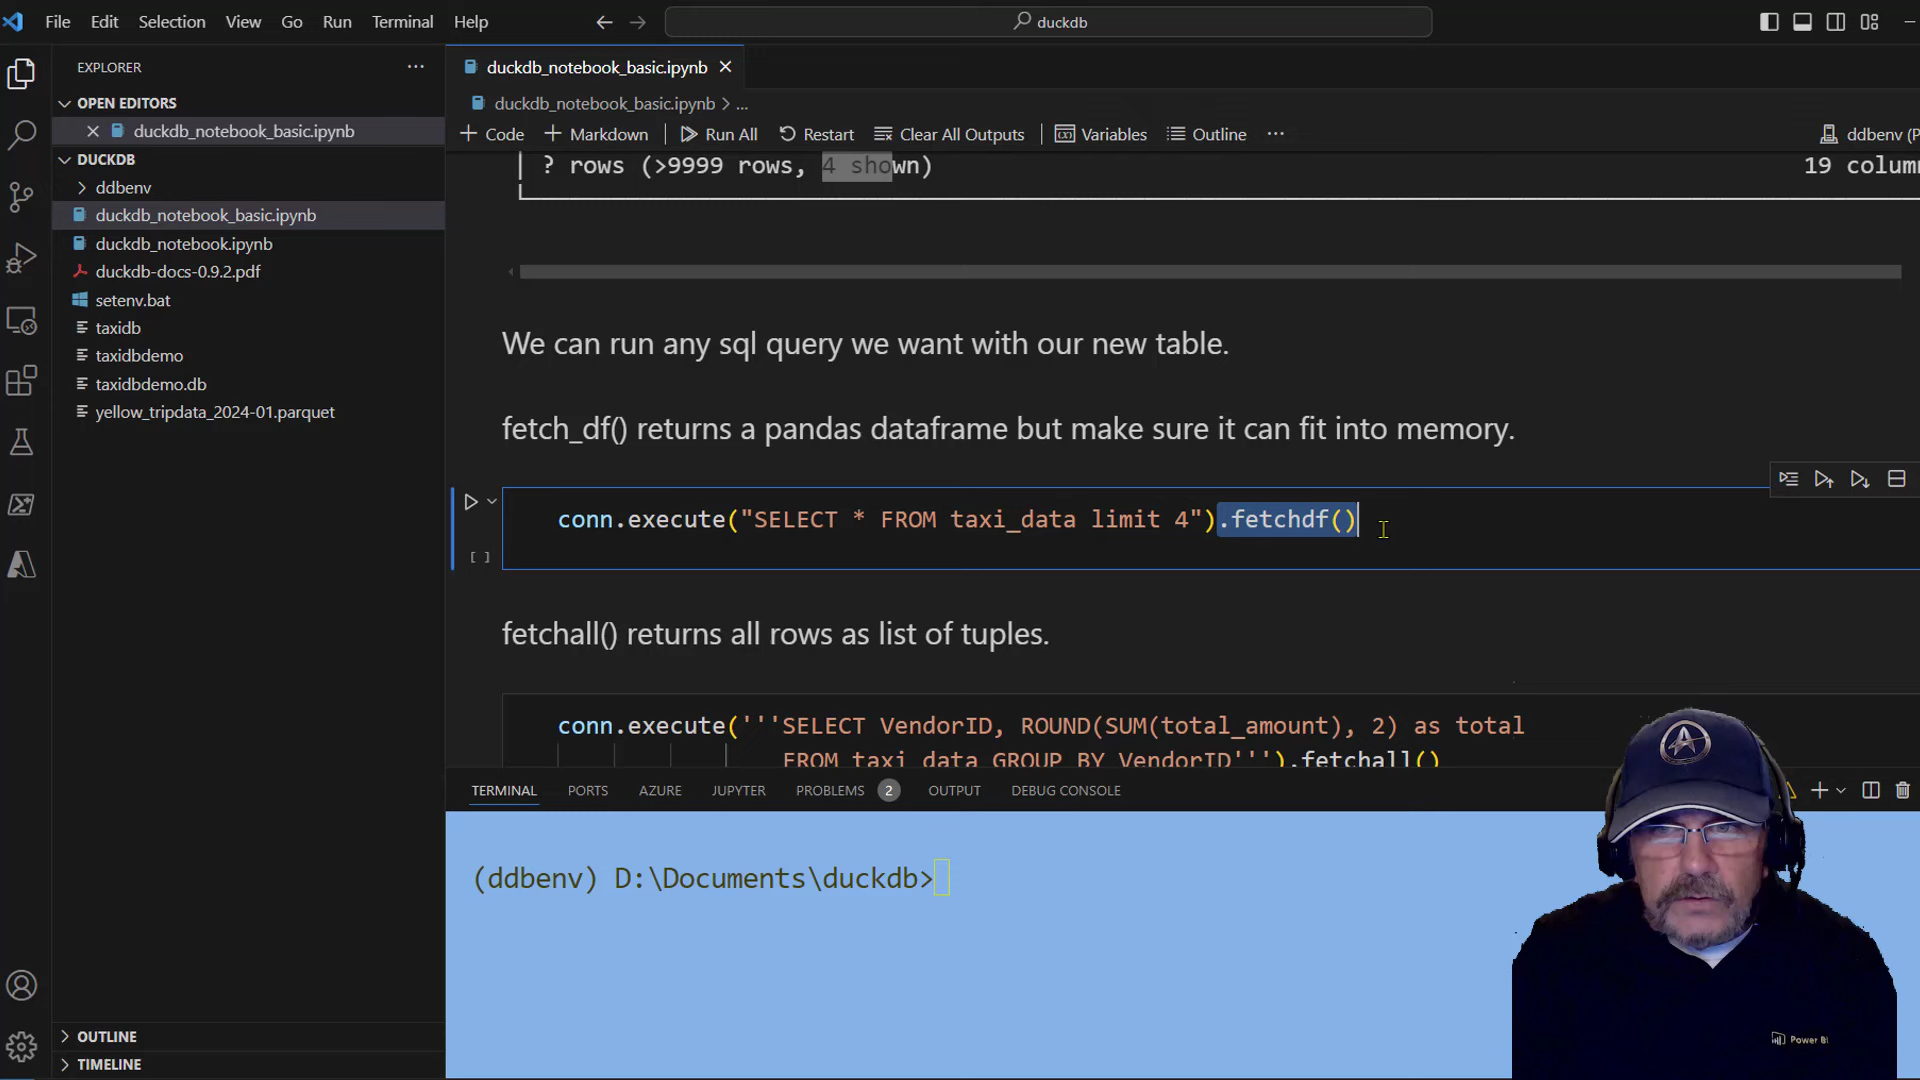 File Edit Selection View Go Run Terminal Help
duckdb
EXPLORER
OPEN EDITORS
duckdb_notebook_basic.ipynb
DUCKDB
ddbenv
duckdb_notebook_basic.ipynb
duckdb_notebook.ipynb
duckdb-docs-0.9.2.pdf
setenv.bat
taxidb
taxidbdemo
taxidbdemo.db
yellow_tripdata_2024-01.parquet
OUTLINE
TIMELINE
duckdb_notebook_basic.ipynb
duckdb_notebook_basic.ipynb > ...
+ Code + Markdown Run All Restart Clear All Outputs Variables Outline ... ddbenv (P
? rows (>9999 rows, 4 shown) 19 colum
We can run any sql query we want with our new table.
fetch_df() returns a pandas dataframe but make sure it can fit into memory.
conn.execute("SELECT * FROM taxi_data limit 4").fetchdf()
[ ]
fetchall() returns all rows as list of tuples.
conn.execute('''SELECT VendorID, ROUND(SUM(total_amount), 2) as total
FROM taxi_data GROUP BY VendorID''').fetchall()
TERMINAL PORTS AZURE JUPYTER PROBLEMS 2 OUTPUT DEBUG CONSOLE
(ddbenv) D:\Documents\duckdb>
Power BI